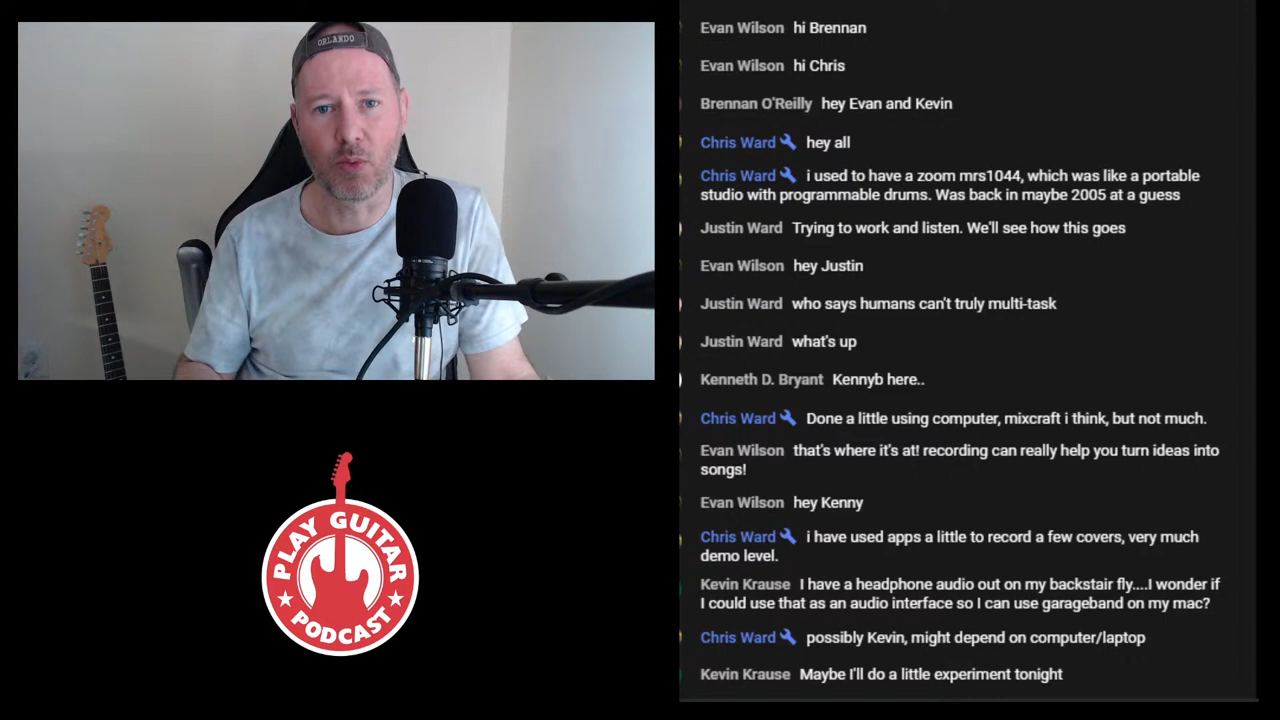 ORLANDO
Evan Wilson hi Brennan
Evan Wilson hi Chris
Brennan O'Reilly hey Evan and Kevin
Chris Ward hey all
Chris Ward i used to have a zoom mrs1044, which was like a portable
studio with programmable drums. Was back in maybe 2005 at a guess
Justin Ward Trying to work and listen. We'll see how this goes
Evan Wilson hey Justin
Justin Ward who says humans can't truly multi-task
Justin Ward what's up
Kenneth D. Bryant Kennyb here..
Chris Ward Done a little using computer, mixcraft i think, but not much.
Evan Wilson that's where it's at! recording can really help you turn ideas into
songs!
Evan Wilson hey Kenny
Chris Ward i have used apps a little to record a few covers, very much
demo level.
Kevin Krause I have a headphone audio out on my backstair fly....I wonder if
I could use that as an audio interface so I can use garageband on my mac?
Chris Ward possibly Kevin, might depend on computer/laptop
Kevin Krause Maybe I'll do a little experiment tonight
PLAY GUITAR
PODCAST